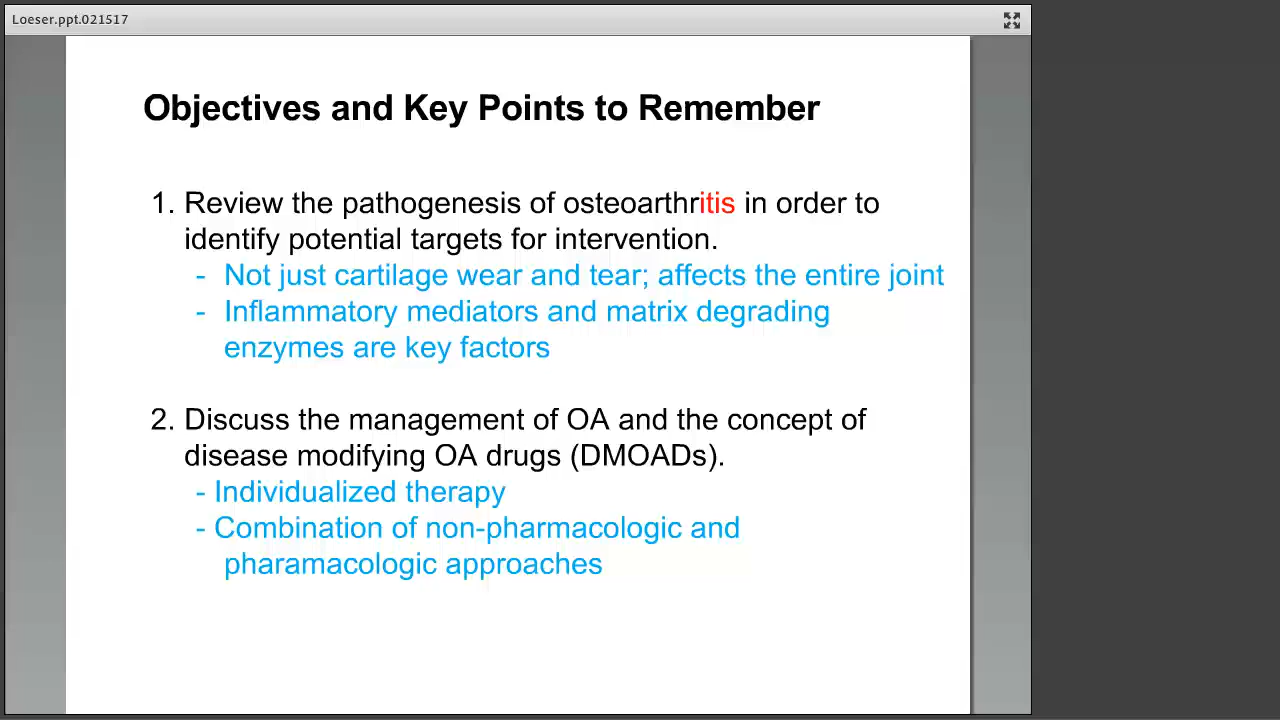 Loeser.ppt.021517
Objectives and Key Points to Remember
1. Review the pathogenesis of osteoarthritis in order to
identify potential targets for intervention.
- Not just cartilage wear and tear; affects the entire joint
- Inflammatory mediators and matrix degrading
enzymes are key factors
2. Discuss the management of OA and the concept of
disease modifying OA drugs (DMOADs).
- Individualized therapy
- Combination of non-pharmacologic and
pharamacologic approaches